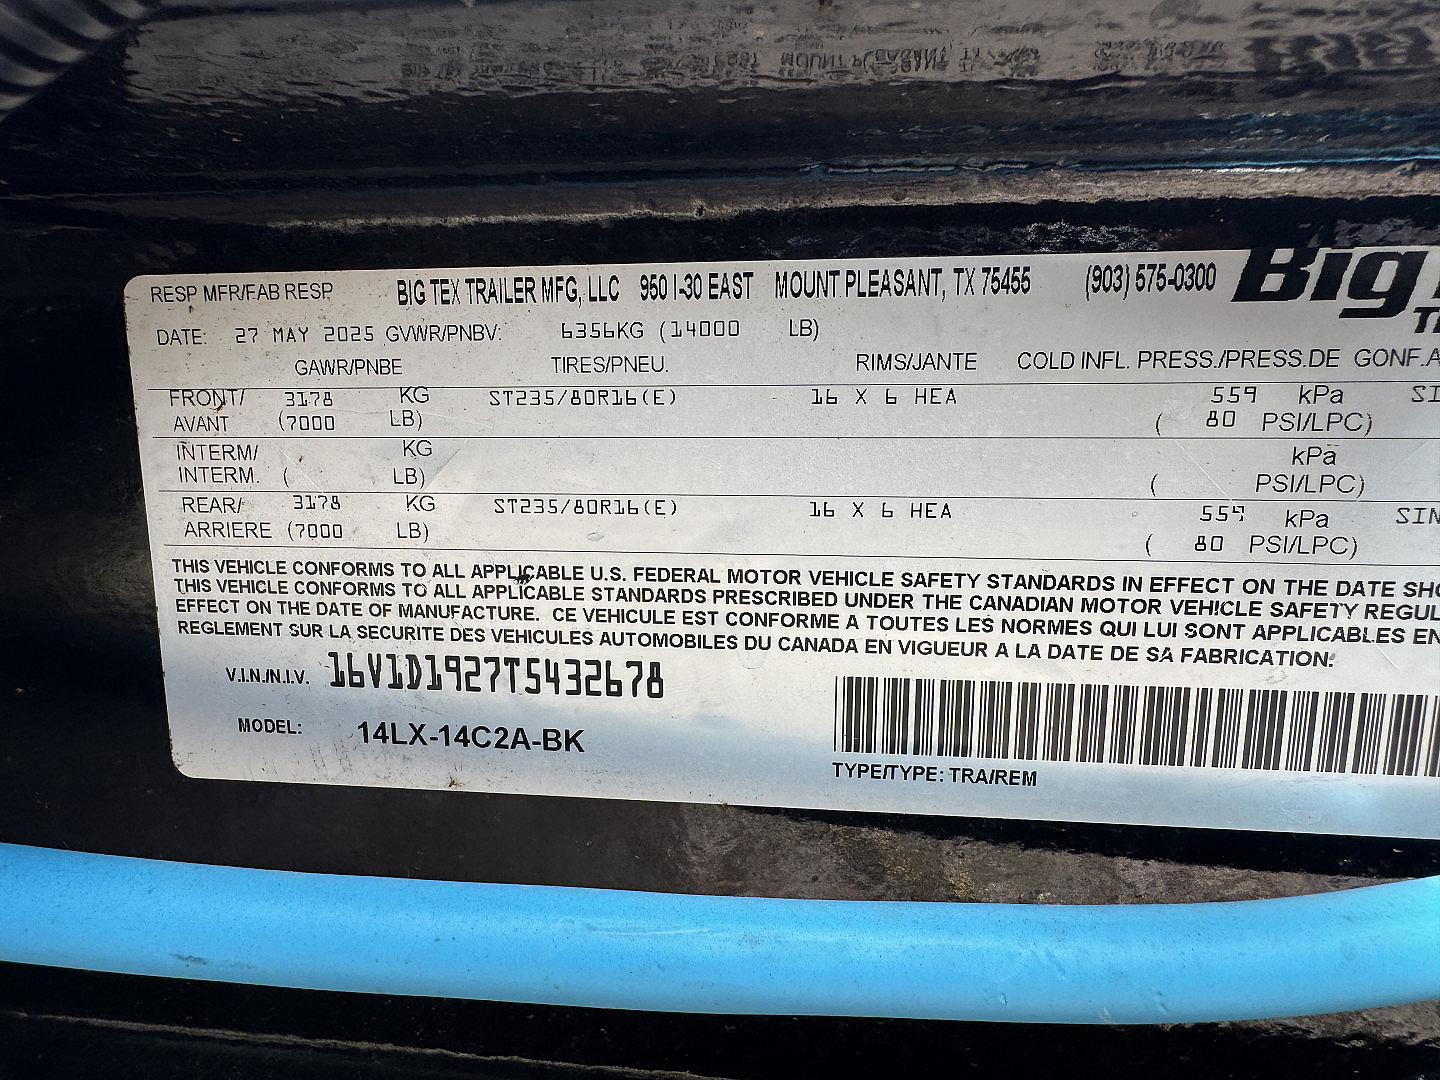 RESP MFR/FAB RESP BIG TEX TRAILER MFG, LLC 950 I-30 EAST MOUNT PLEASANT, TX 75455 (903) 575-0300 Big
DATE: 27 MAY 2025 GVWR/PNBV: 6356KG (14000 LB)
GAWR/PNBE TIRES/PNEU. RIMS/JANTE COLD INFL. PRESS./PRESS.DE GONF.A
FRONT/ 3178 KG ST235/80R16(E) 16 X 6 HEA 559 kPa SI
AVANT (7000 LB) ( 80 PSI/LPC)
INTERM/ KG kPa
INTERM. ( LB) ( PSI/LPC)
REAR/ 3178 KG ST235/80R16(E) 16 X 6 HEA 559 kPa SIN
ARRIERE (7000 LB) ( 80 PSI/LPC)
THIS VEHICLE CONFORMS TO ALL APPLICABLE U.S. FEDERAL MOTOR VEHICLE SAFETY STANDARDS IN EFFECT ON THE DATE SHO
THIS VEHICLE CONFORMS TO ALL APPLICABLE STANDARDS PRESCRIBED UNDER THE CANADIAN MOTOR VEHICLE SAFETY REGUL
EFFECT ON THE DATE OF MANUFACTURE. CE VEHICULE EST CONFORME A TOUTES LES NORMES QUI LUI SONT APPLICABLES EN
REGLEMENT SUR LA SECURITE DES VEHICULES AUTOMOBILES DU CANADA EN VIGUEUR A LA DATE DE SA FABRICATION:
V.I.N./N.I.V. 16V1D1927T5432678
MODEL: 14LX-14C2A-BK
TYPE/TYPE: TRA/REM